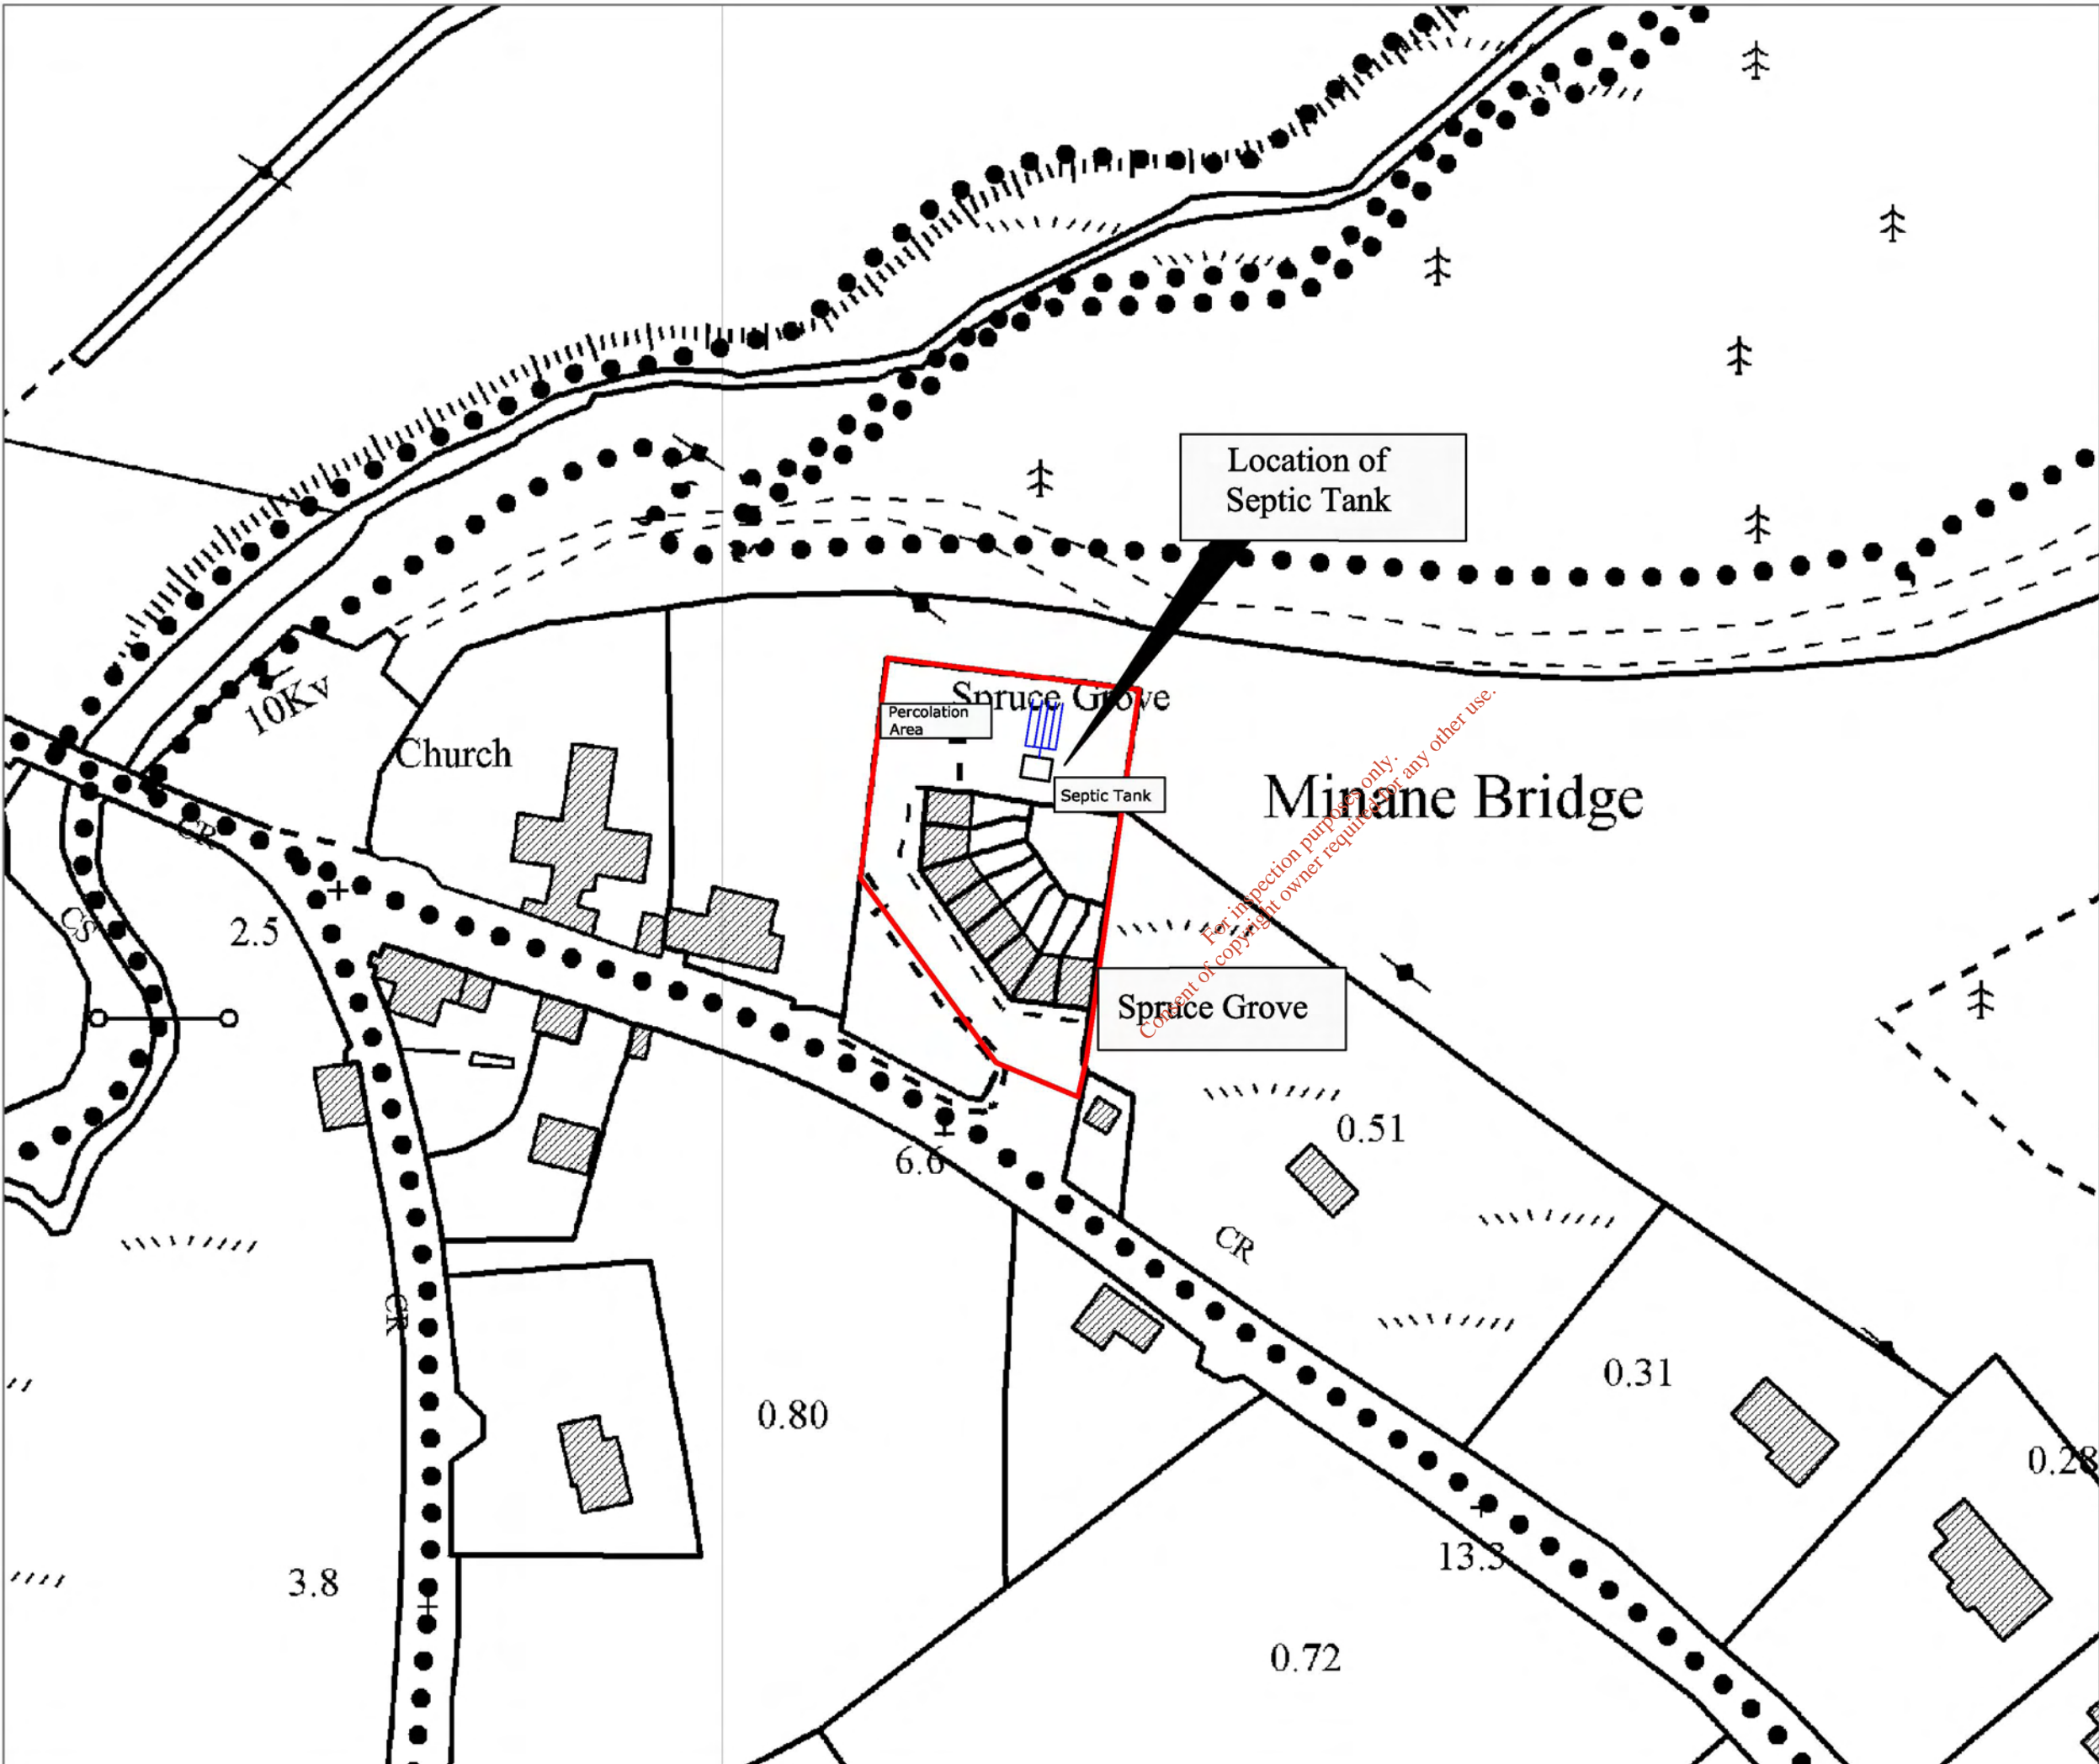 Location of
Septic Tank
10Kv
Spruce Grove
Percolation
Area
Church
Septic Tank
Minane Bridge
For inspection purposes only.
Consent of copyright owner required for any other use.
CR
CS
2.5
Spruce Grove
0.51
6.6
CR
CR
0.31
0.80
0.28
3.8
13.3
0.72